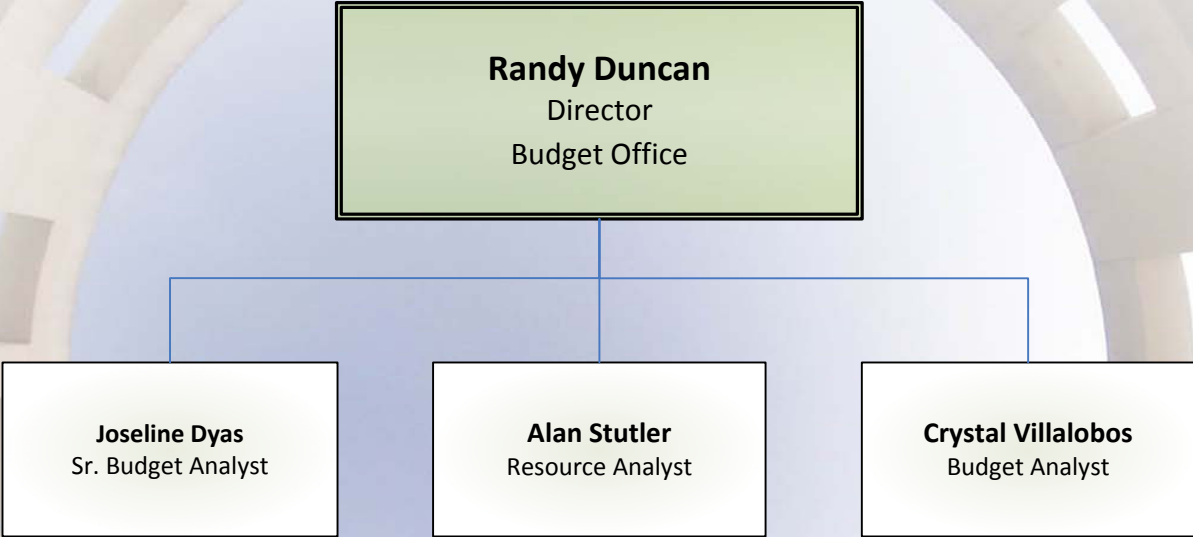 Randy Duncan
Director
Budget Office
Joseline Dyas
Sr. Budget Analyst
Alan Stutler
Resource Analyst
Crystal Villalobos
Budget Analyst